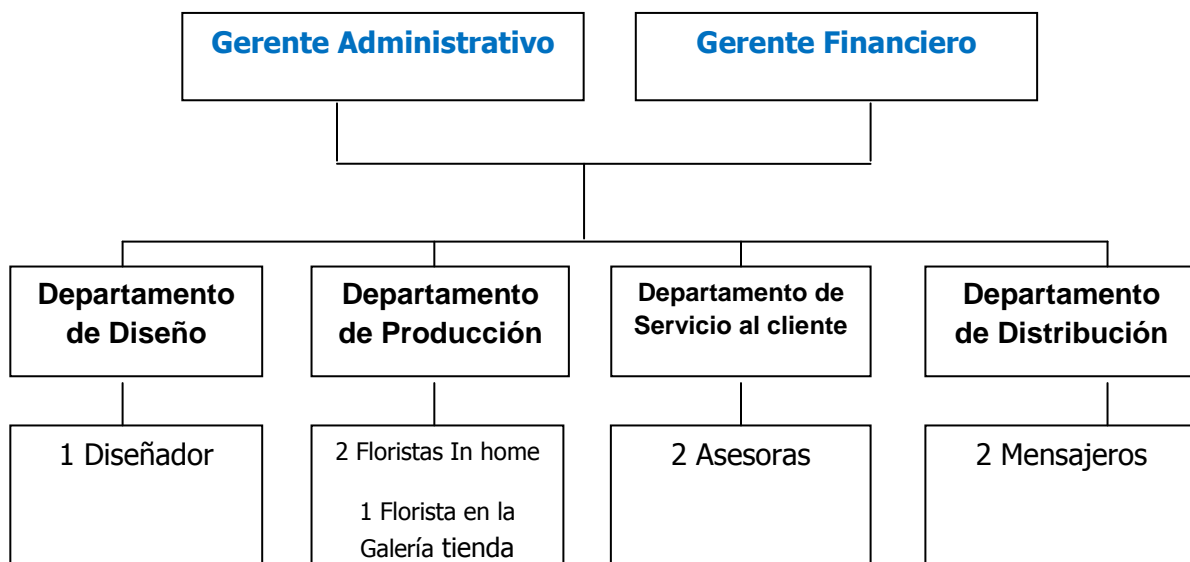 Gerente Administrativo
Gerente Financiero
Departamento
de Diseño
Departamento
de Producción
Departamento de
Servicio al cliente
Departamento
de Distribución
1 Diseñador
2 Floristas In home
1 Florista en la
Galería tienda
2 Asesoras
2 Mensajeros